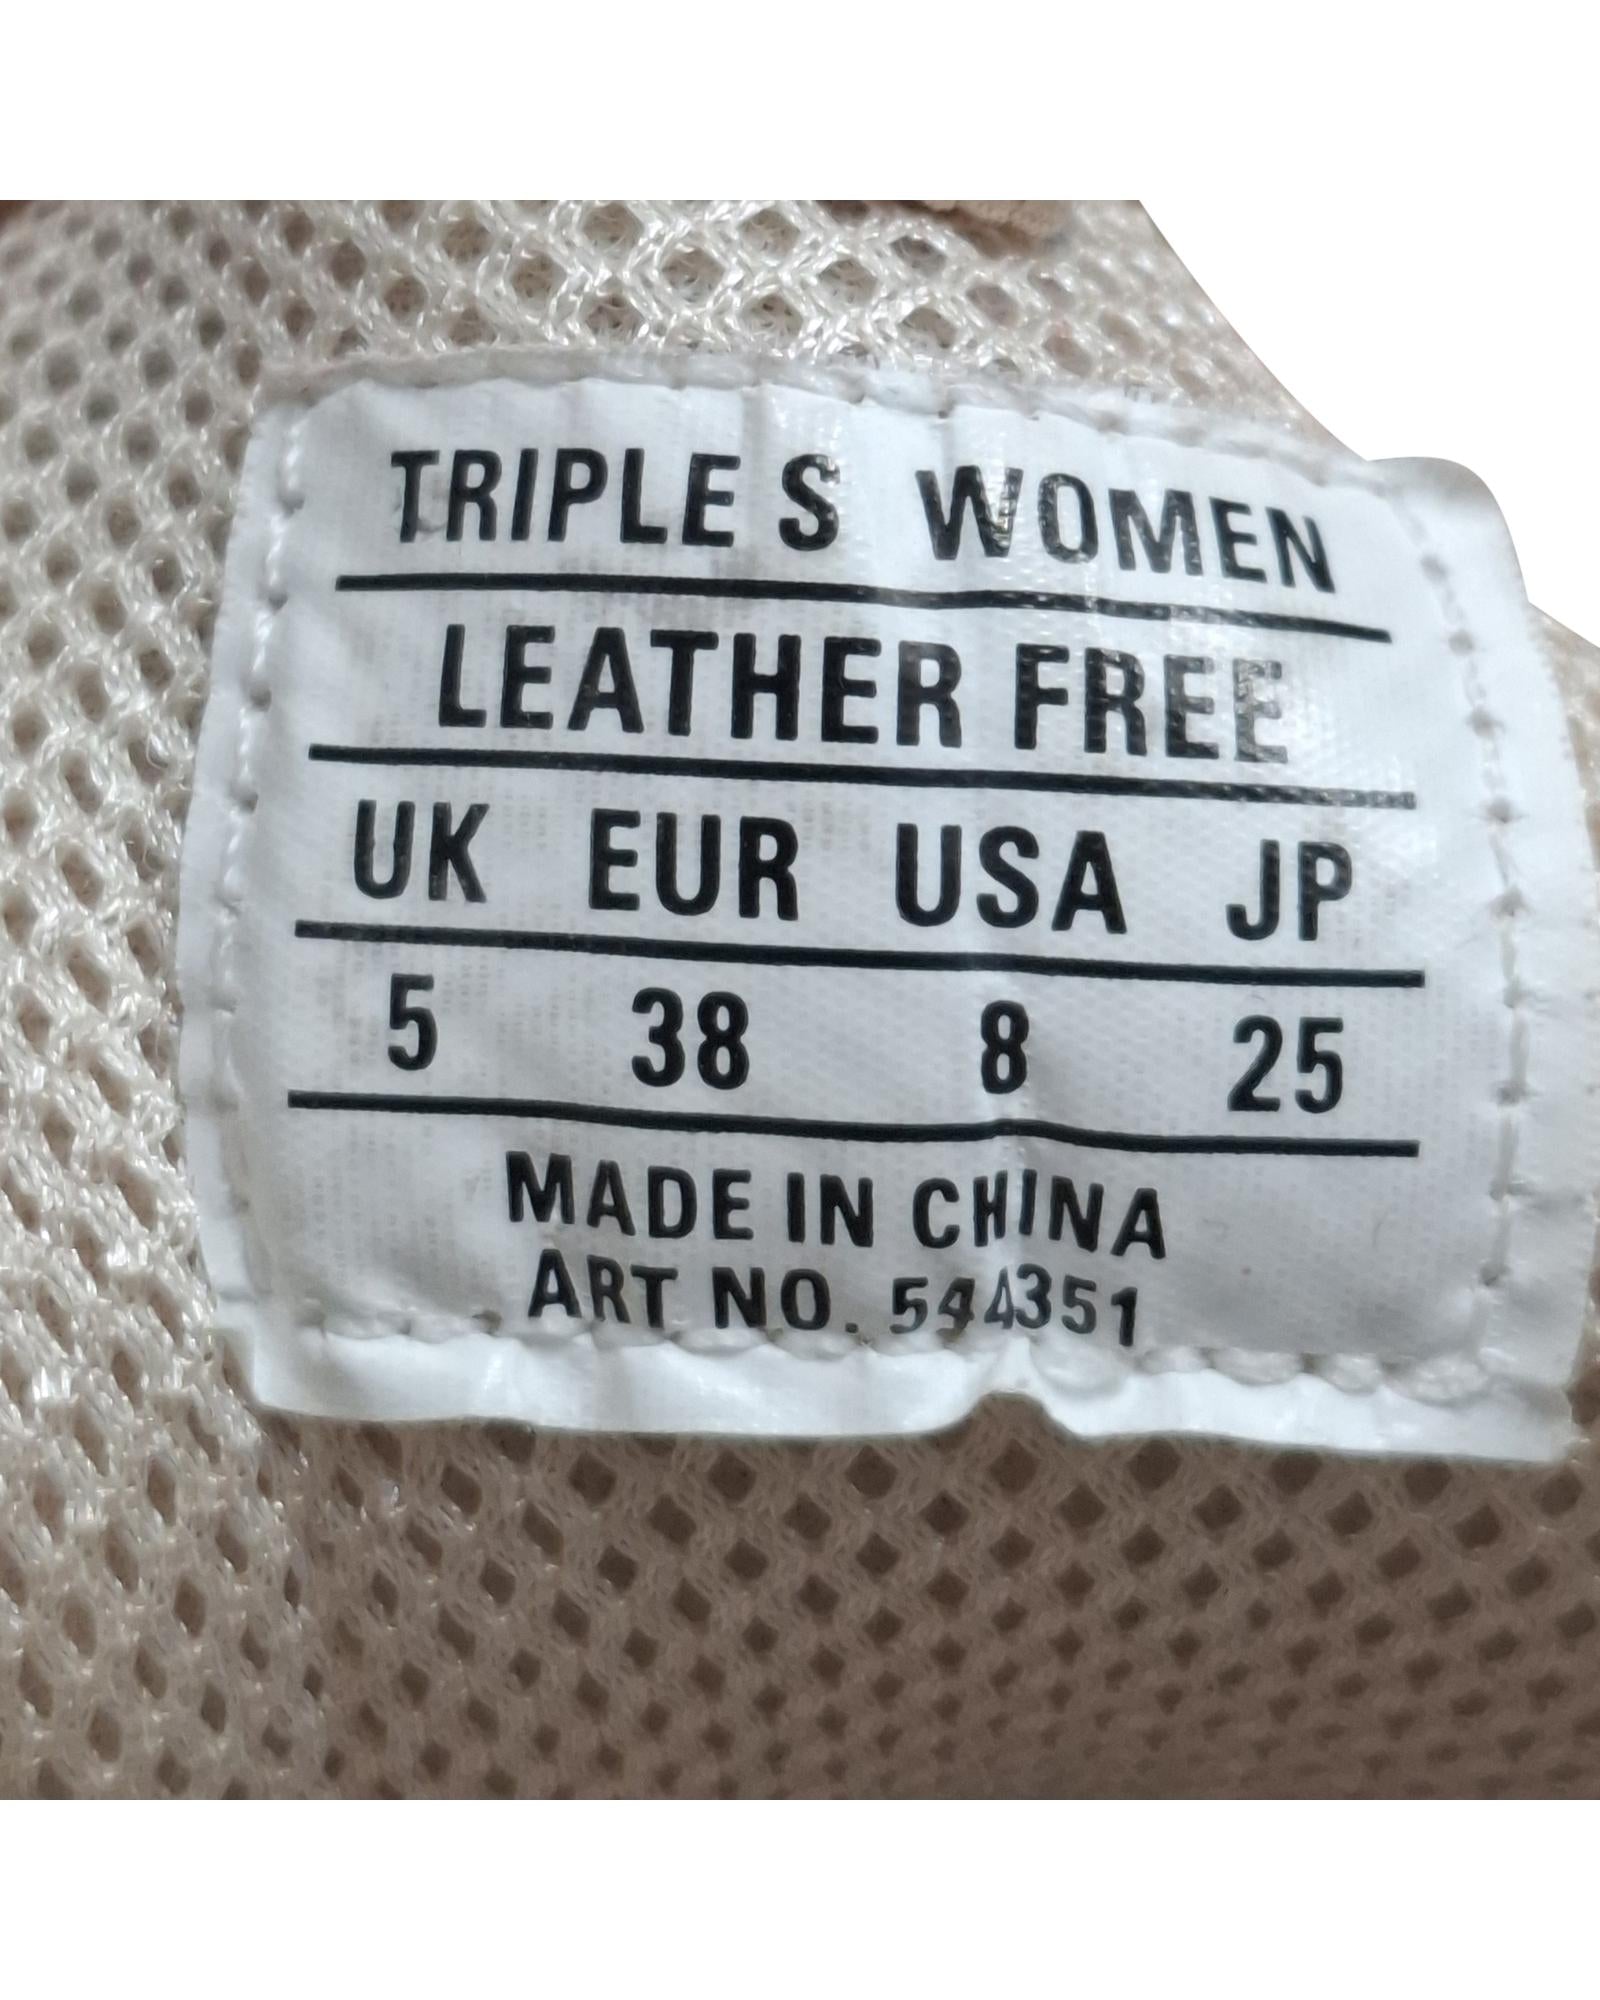 TRIPLE S WOMEN
LEATHER FREE
UK EUR USA JP
5 38 8 25
MADE IN CHINA
ART NO. 544351